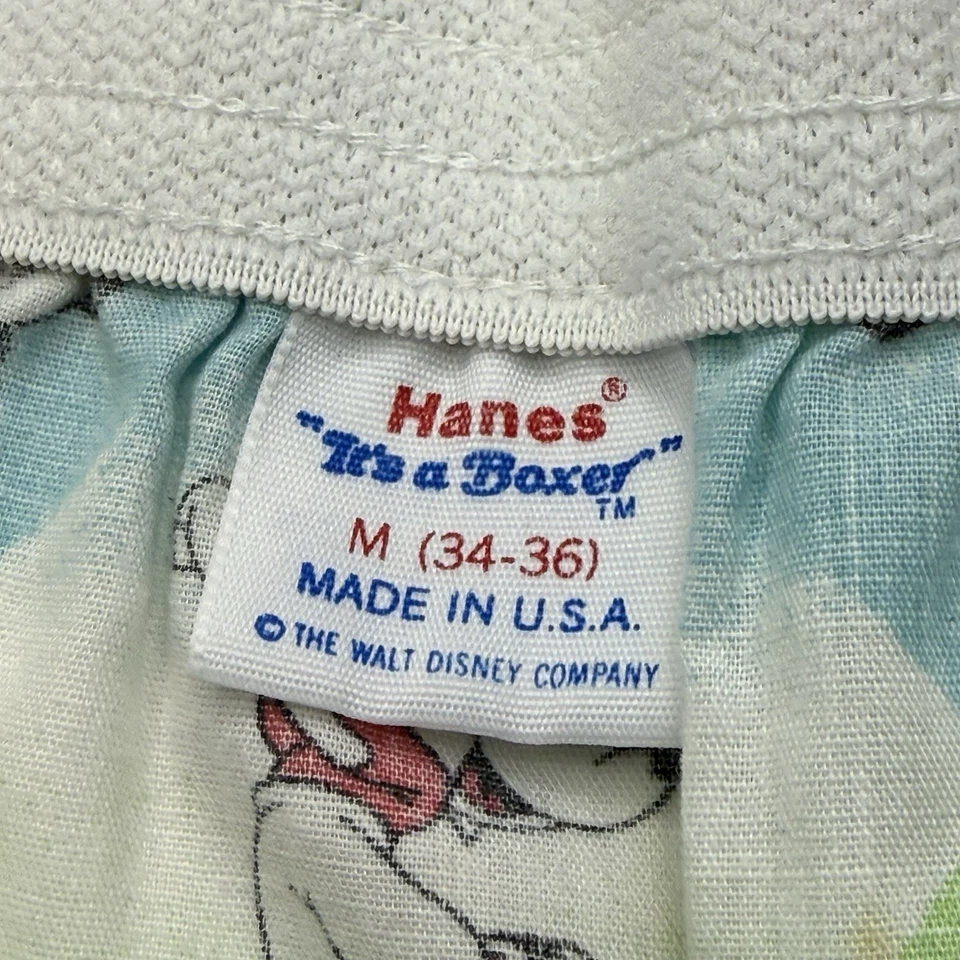 Hanes®
"It's a Boxer"
TM
M (34-36)
MADE IN U.S.A.
© THE WALT DISNEY COMPANY